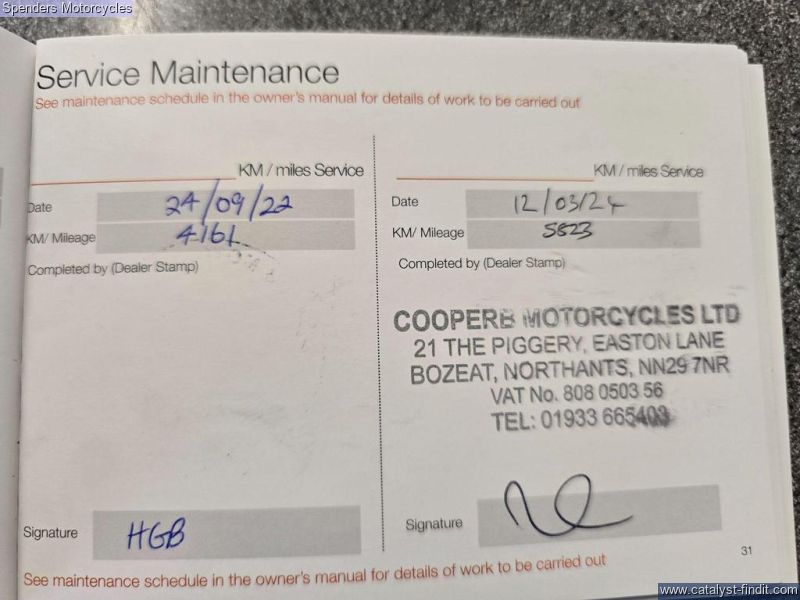 Spenders Motorcycles
Service Maintenance
See maintenance schedule in the owner's manual for details of work to be carried out
KM / miles Service
Date 24/09/22
KM/ Mileage 4161
Completed by (Dealer Stamp)
Signature HGB
KM / miles Service
Date 12/03/24
KM/ Mileage 5823
Completed by (Dealer Stamp)
COOPERB MOTORCYCLES LTD
21 THE PIGGERY, EASTON LANE
BOZEAT, NORTHANTS, NN29 7NR
VAT No. 808 0503 56
TEL: 01933 665403
Signature
31
See maintenance schedule in the owner's manual for details of work to be carried out
www.catalyst-findit.com